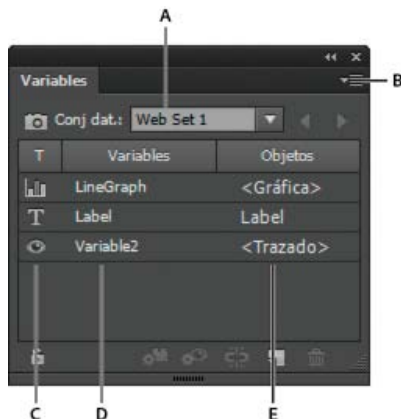 A
Variables
B
Conj dat.: Web Set 1
T Variables Objetos
LineGraph <Gráfica>
T Label Label
Variable2 <Trazado>
C D E